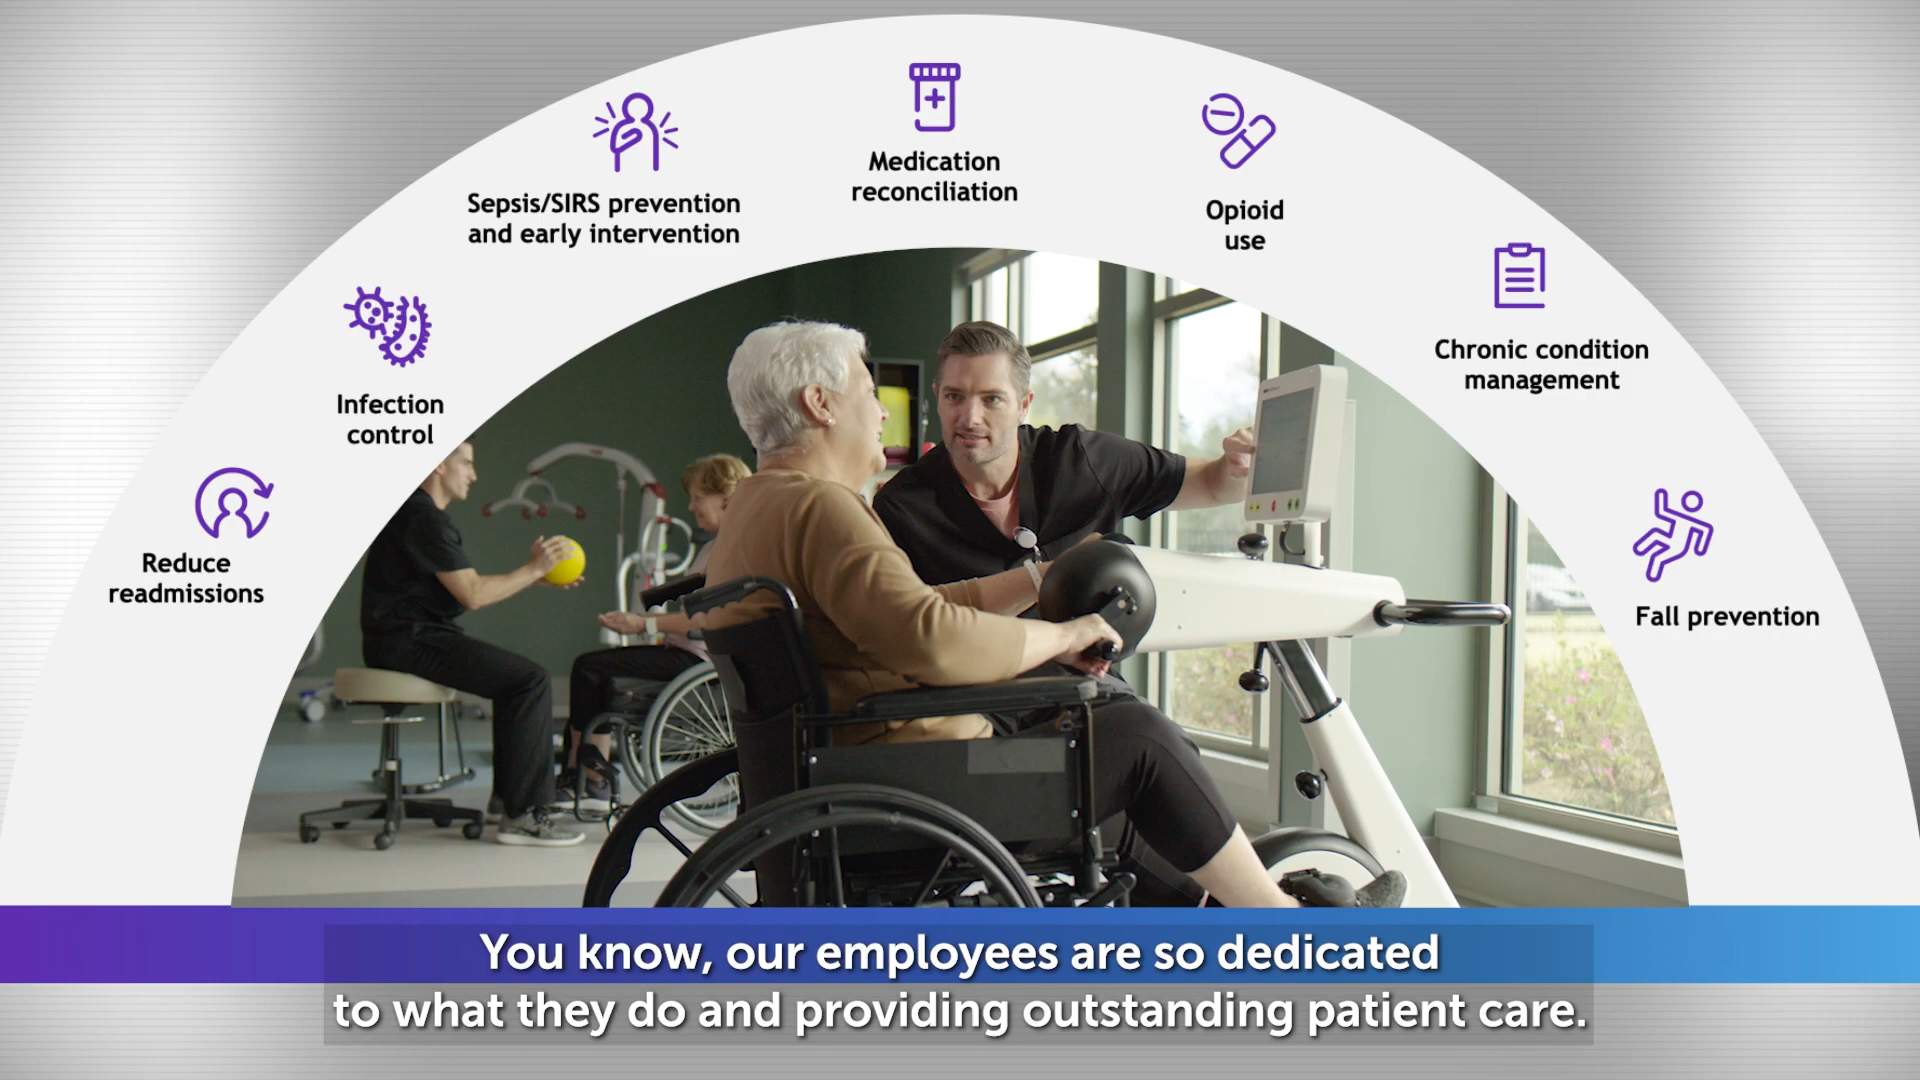 Medication
reconciliation
Sepsis/SIRS prevention
and early intervention
Opioid
use
Chronic condition
management
Infection
control
Reduce
readmissions
Fall prevention
You know, our employees are so dedicated
to what they do and providing outstanding patient care.